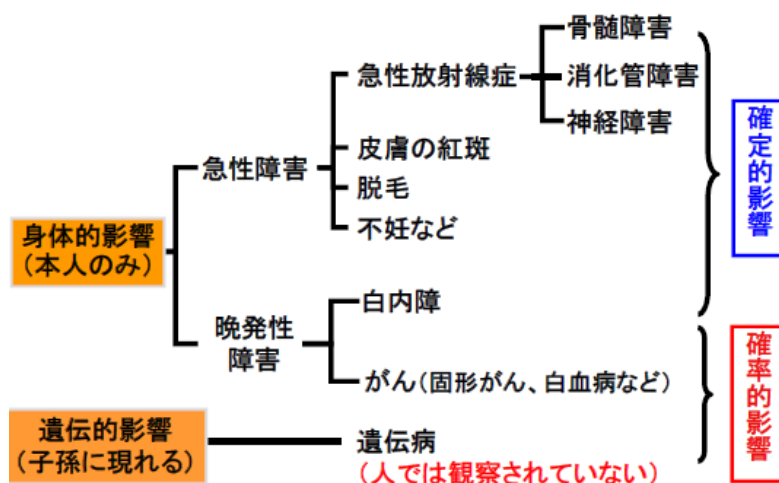 骨髄障害
急性放射線症
消化管障害
神経障害
皮膚の紅斑
急性障害
脱毛
不妊など
身体的影響
（本人のみ）
白内障
晩発性
障害
がん（固形がん、白血病など）
遺伝的影響
（子孫に現れる）
遺伝病
（人では観察されていない）
確定的影響
確率的影響